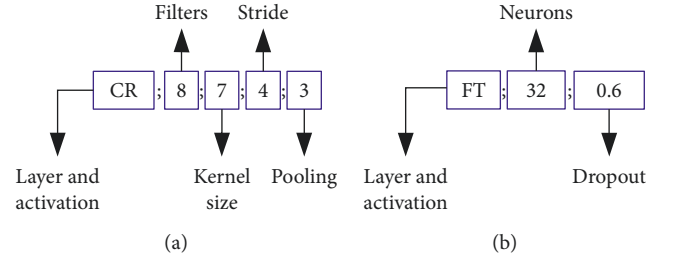 Filters Stride
CR ; 8 ; 7 ; 4 ; 3
Layer and
activation
Kernel
size
Pooling
(a)
Neurons
FT ; 32 ; 0.6
Layer and
activation
Dropout
(b)